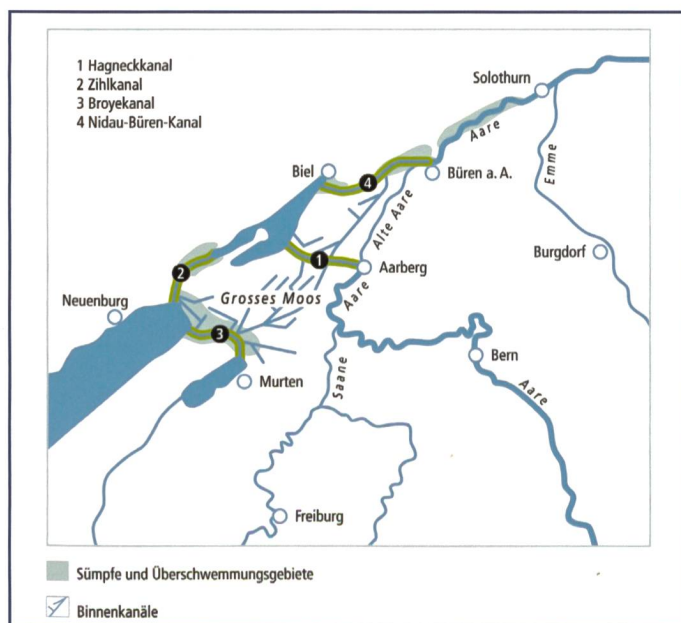 1 Hagneckkanal
2 Zihlkanal
3 Broyekanal
4 Nidau-Büren-Kanal
Solothurn
Aare
Biel
4
Büren a. A.
Emme
Alte Aare
1
Aarberg
Burgdorf
2
Neuenburg
Grosses Moos
Aare
3
Bern
Murten
Saane
Aare
Freiburg
Sümpfe und Überschwemmungsgebiete
Binnenkanäle